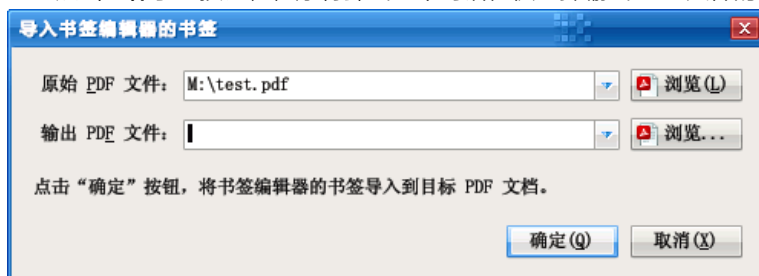 导入书签编辑器的书签
原始 PDF 文件: M:\test.pdf 浏览(L)
输出 PDF 文件: 浏览...
点击“确定”按钮，将书签编辑器的书签导入到目标 PDF 文档。
确定(Q) 取消(X)